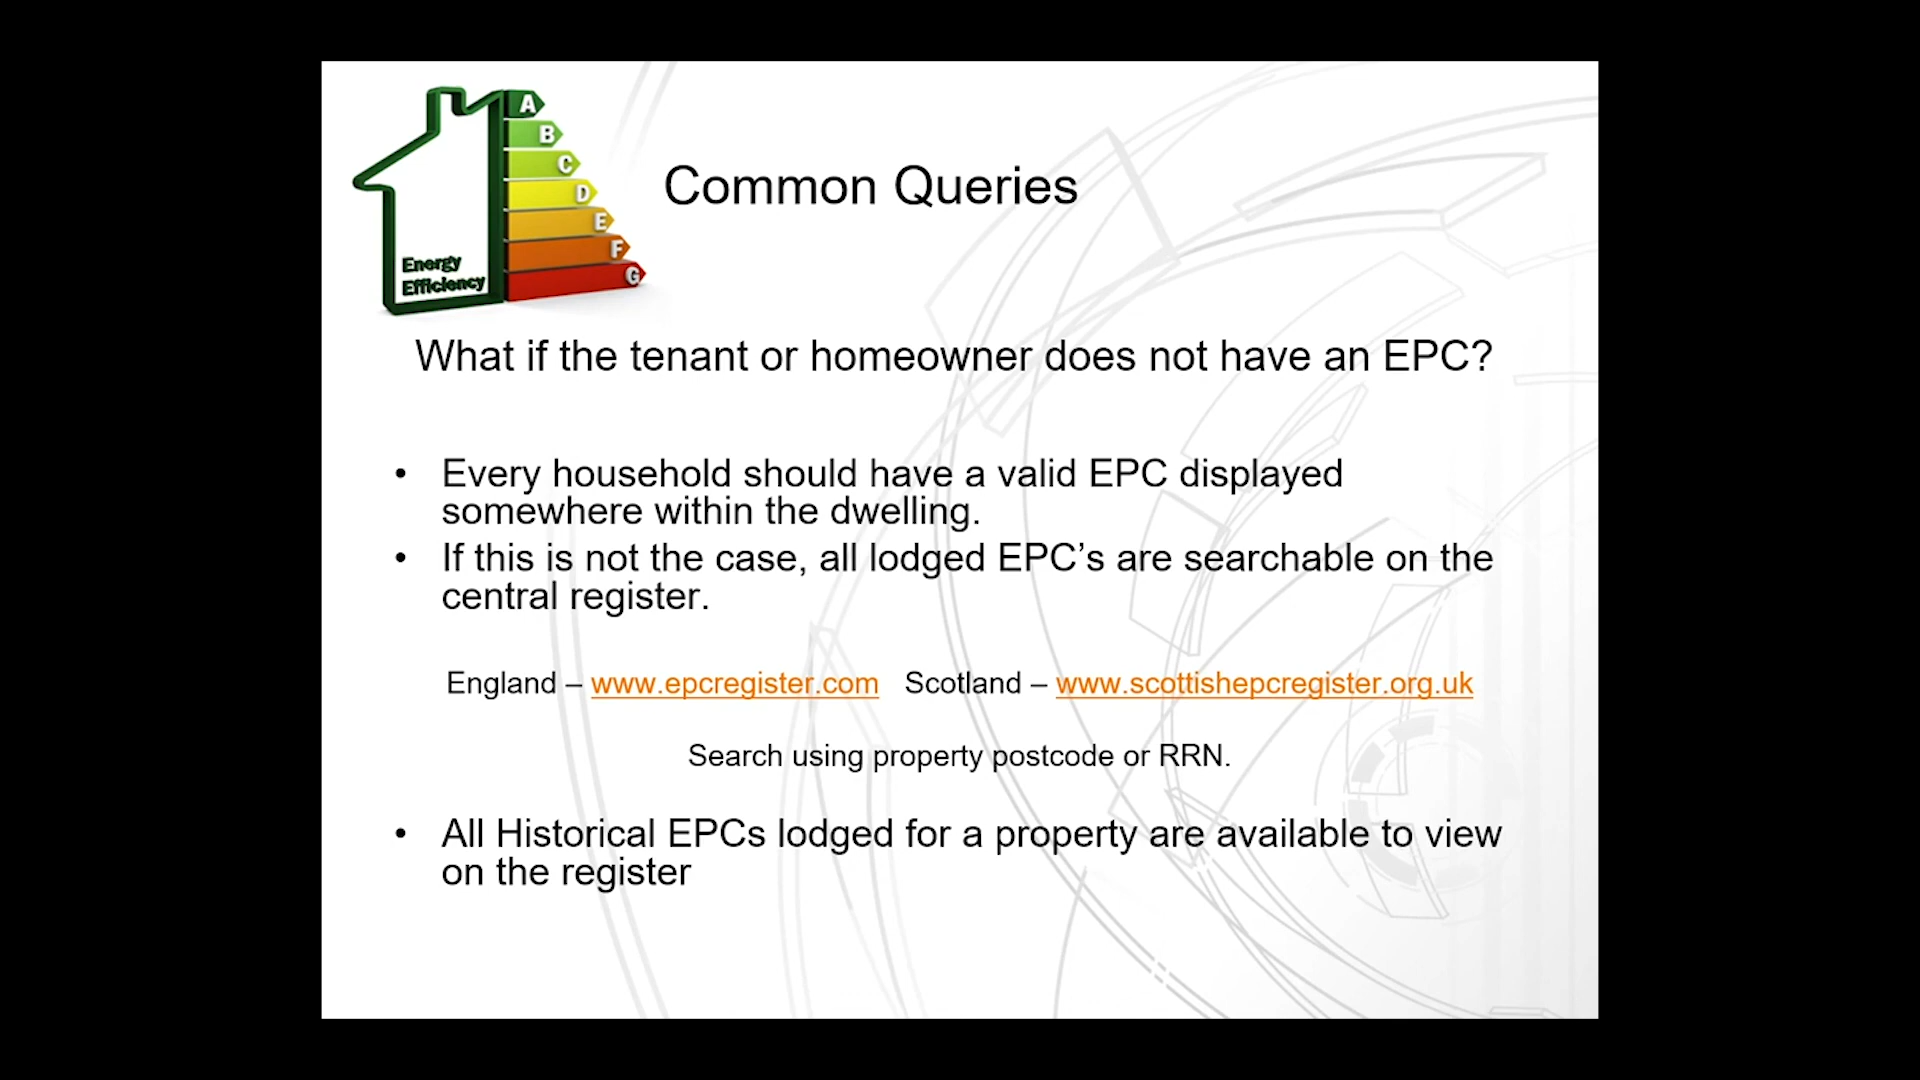 A
B
C
D
E
F
G
Energy
Efficiency
Common Queries
What if the tenant or homeowner does not have an EPC?
• Every household should have a valid EPC displayed
somewhere within the dwelling.
• If this is not the case, all lodged EPC’s are searchable on the
central register.
England – www.epcregister.com Scotland – www.scottishepcregister.org.uk
Search using property postcode or RRN.
• All Historical EPCs lodged for a property are available to view
on the register